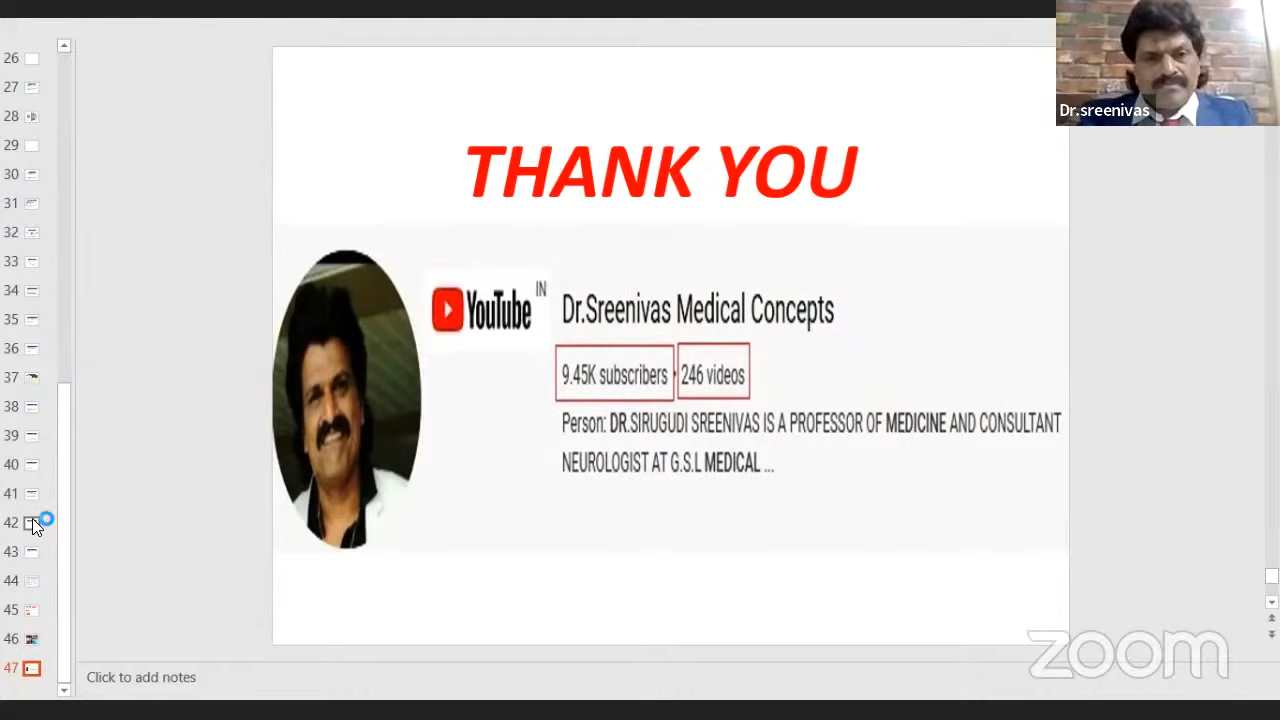 Dr.sreenivas
26
27
28
29
30
31
32
33
34
35
36
37
38
39
40
41
42
43
44
45
46
47
THANK YOU
YouTube IN
Dr.Sreenivas Medical Concepts
9.45K subscribers · 246 videos
Person: DR.SIRUGUDI SREENIVAS IS A PROFESSOR OF MEDICINE AND CONSULTANT
NEUROLOGIST AT G.S.L MEDICAL ...
zoom
Click to add notes